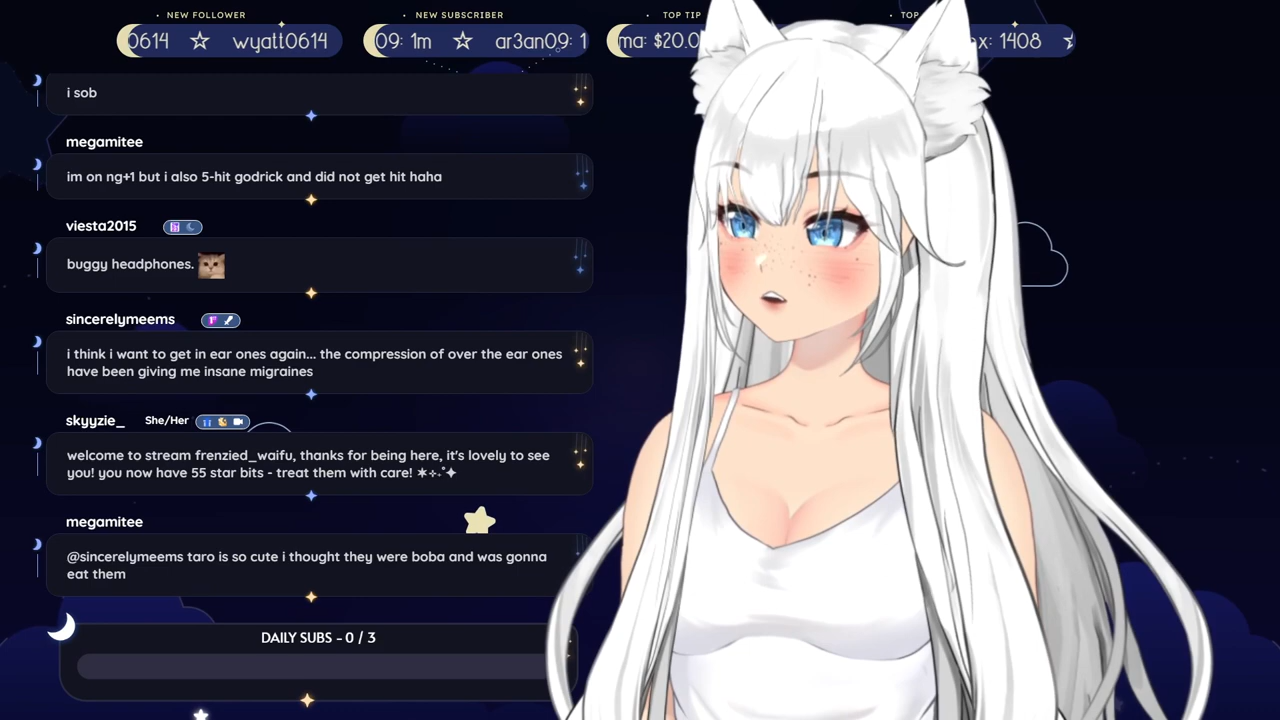 NEW FOLLOWER
NEW SUBSCRIBER
TOP TIP
TOP
0614 ☆ wyatt0614
09: 1m ☆ ar3an09: 1
ma: $20.0
x: 1408
i sob
megamitee
im on ng+1 but i also 5-hit godrick and did not get hit haha
viesta2015
buggy headphones.
sincerelymeems
i think i want to get in ear ones again... the compression of over the ear ones
have been giving me insane migraines
skyyzie_ She/Her
welcome to stream frenzied_waifu, thanks for being here, it's lovely to see
you! you now have 55 star bits - treat them with care! ✶⊹˖˚✦
megamitee
@sincerelymeems taro is so cute i thought they were boba and was gonna
eat them
DAILY SUBS - 0 / 3